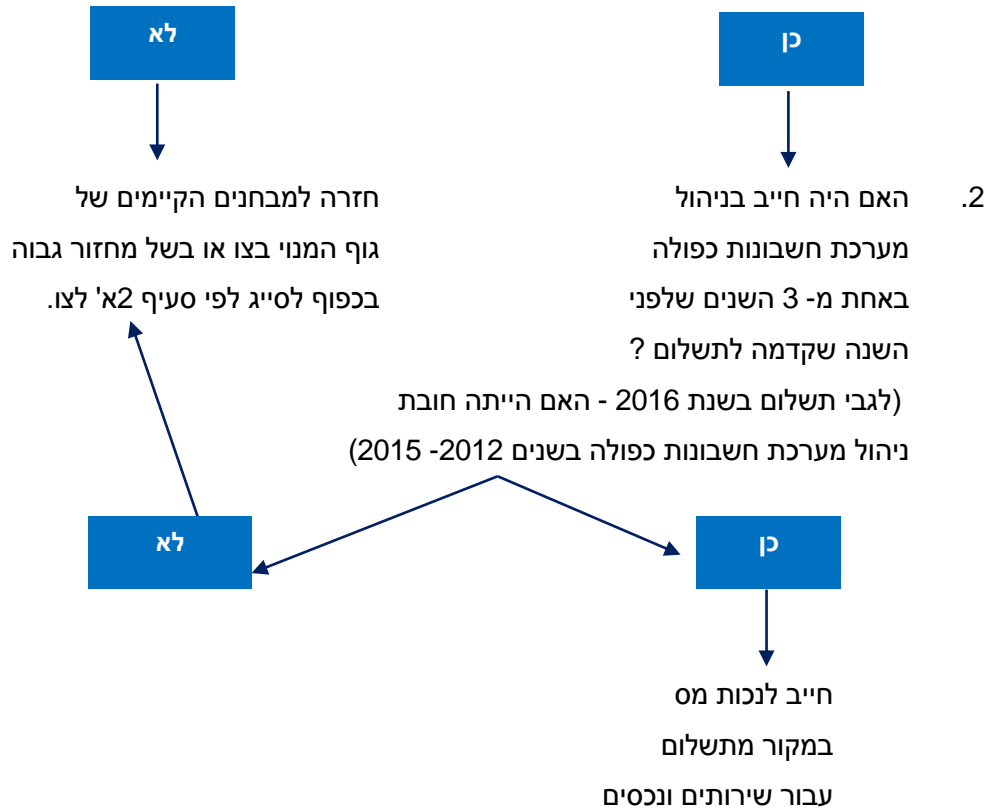 כן
לא
2. האם היה חייב בניהול
מערכת חשבונות כפולה
באחת מ- 3 השנים שלפני
השנה שקדמה לתשלום ?
(לגבי תשלום בשנת 2016 - האם הייתה חובת
ניהול מערכת חשבונות כפולה בשנים 2012- 2015)
חזרה למבחנים הקיימים של
גוף המנוי בצו או בשל מחזור גבוה
בכפוף לסייג לפי סעיף 2א' לצו.
כן
לא
חייב לנכות מס
במקור מתשלום
עבור שירותים ונכסים